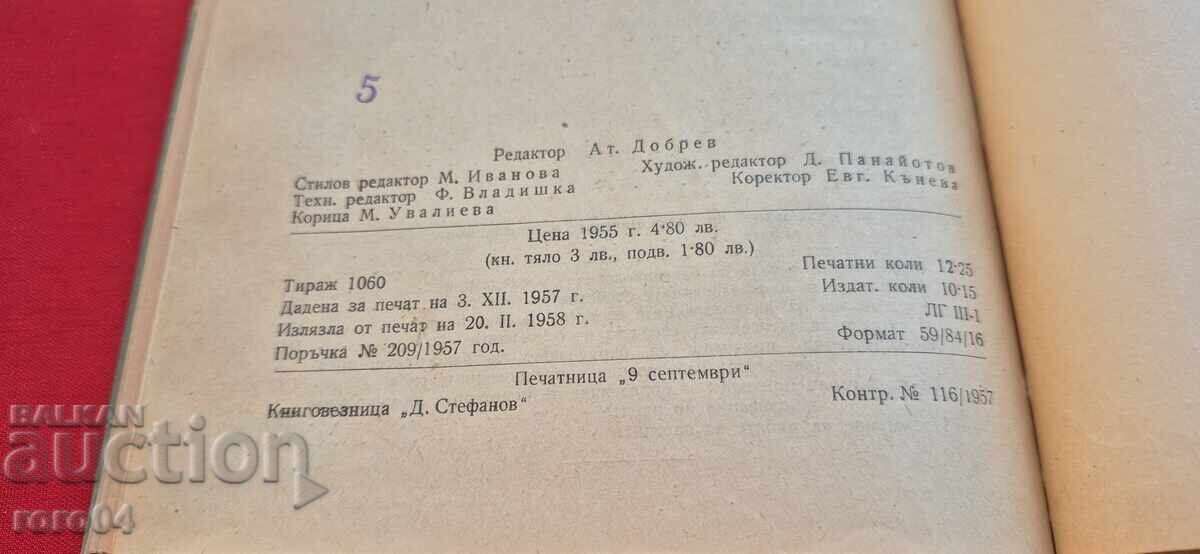 5
Редактор Ат. Добрев
Стилов редактор М. Иванова Худож. редактор Д. Панайотов
Техн. редактор Ф. Владишка Коректор Евг. Кънева
Корица М. Увалиева
Цена 1955 г. 4·80 лв.
(кн. тяло 3 лв., подв. 1·80 лв.)
Тираж 1060 Печатни коли 12·25
Дадена за печат на 3. XII. 1957 г. Издат. коли 10·15
Излязла от печат на 20. II. 1958 г. ЛГ III-1
Поръчка № 209/1957 год. Формат 59/84/16
Печатница „9 септември“
Книговезница „Д. Стефанов“ Контр. № 116/1957
BALKAN
auction
roro04